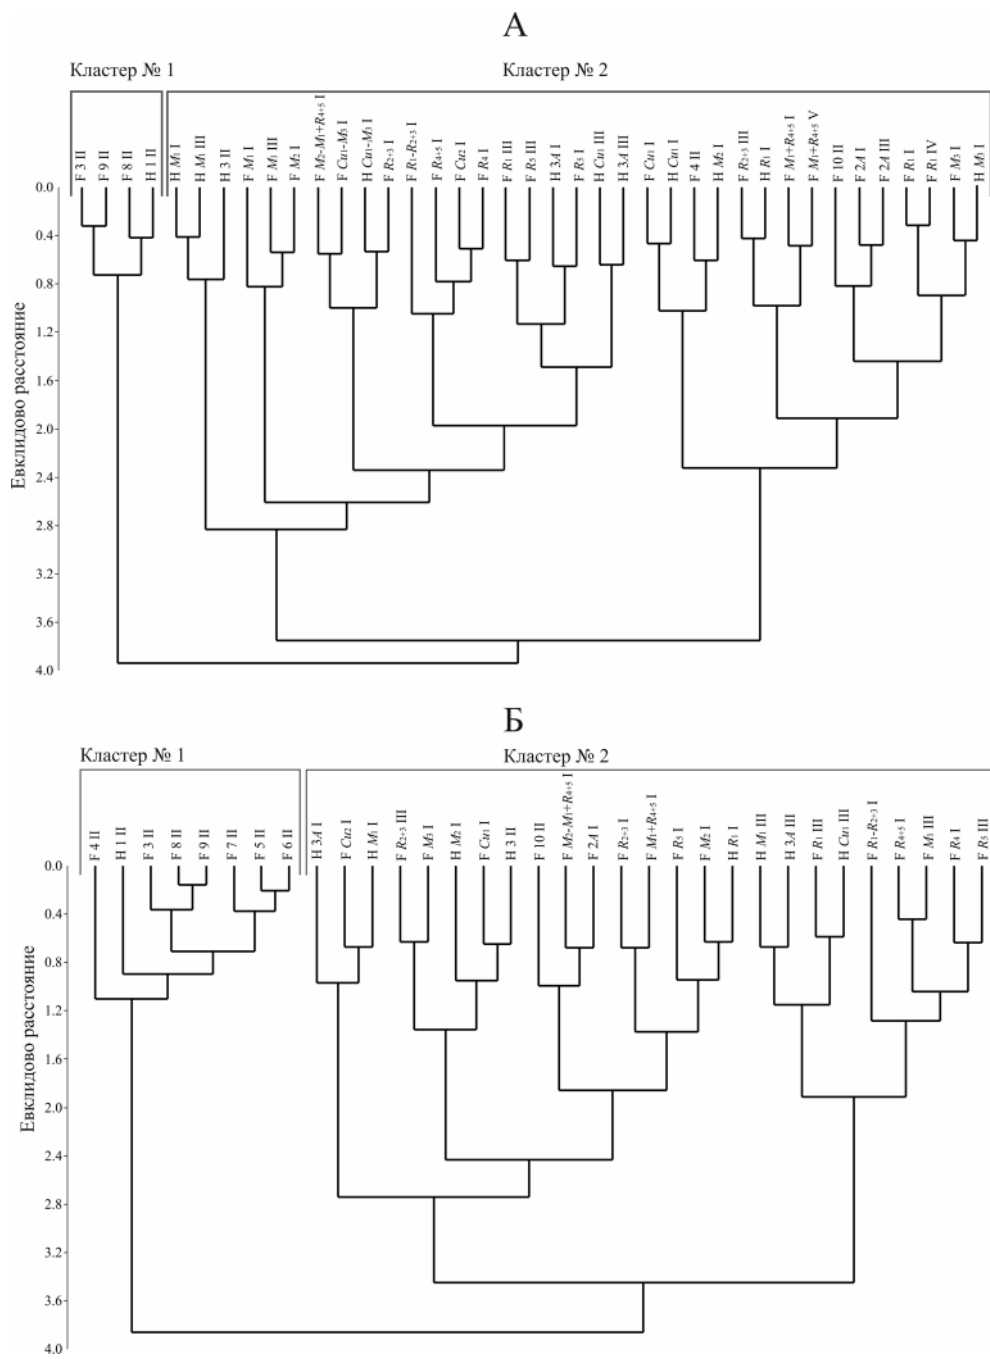 А
Кластер № 1
Кластер № 2
F 3 II
F 9 II
F 8 II
H 1 II
H M1 I
H M1 III
H 3 II
F M1 I
F M1 III
F M2 I
F M2-M1+R4+5 I
F Cu1-M3 I
H Cu1-M3 I
F R2+3 I
F R1-R2+3 I
F R4+5 I
F Cu2 I
F R4 I
F R1 III
F R5 III
H 3A I
F R5 I
H Cu1 III
H 3A III
F Cu1 I
H Cu1 I
F 4 II
H M2 I
F R2+3 III
H R1 I
F M1+R4+5 I
F M1+R4+5 V
F 10 II
F 2A I
F 2A III
F R1 I
F R1 IV
F M3 I
H M3 I
0.0
0.4
0.8
1.2
1.6
2.0
2.4
2.8
3.2
3.6
4.0
Евклидово расстояние
Б
Кластер № 1
Кластер № 2
F 4 II
H 1 II
F 3 II
F 8 II
F 9 II
F 7 II
F 5 II
F 6 II
H 3A I
F Cu2 I
H M1 I
F R2+3 III
F M3 I
H M2 I
F Cu1 I
H 3 II
F 10 II
F M2-M1+R4+5 I
F 2A I
F R2+3 I
F M1+R4+5 I
F R5 I
F M2 I
H R1 I
H M1 III
H 3A III
F R1 III
H Cu1 III
F R1-R2+3 I
F R4+5 I
F M1 III
F R4 I
F R5 III
0.0
0.4
0.8
1.2
1.6
2.0
2.4
2.8
3.2
3.6
4.0
Евклидово расстояние